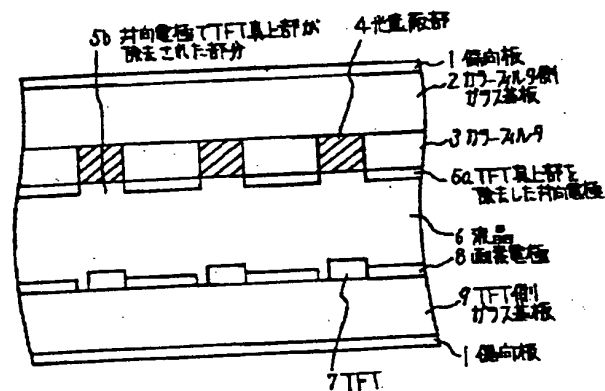 5b 共向電極でTFT真上部が
除去された部分
4 光遮蔽部
1 偏向板
2 カラーフィルタ側
ガラス基板
3 カラーフィルタ
5a TFT真上部を
除去した共向電極
6 液晶
8 画素電極
9 TFT側
ガラス基板
1 偏向板
7 TFT